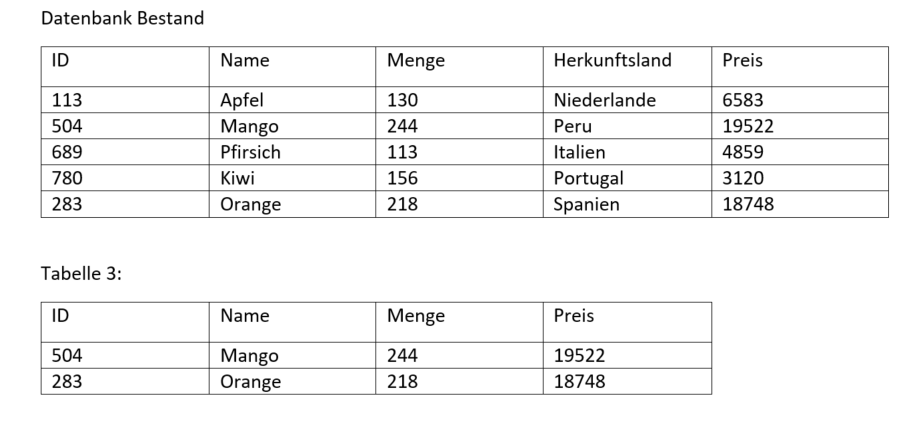 Datenbank Bestand
ID Name Menge Herkunftsland Preis
113 Apfel 130 Niederlande 6583
504 Mango 244 Peru 19522
689 Pfirsich 113 Italien 4859
780 Kiwi 156 Portugal 3120
283 Orange 218 Spanien 18748
Tabelle 3:
ID Name Menge Preis
504 Mango 244 19522
283 Orange 218 18748